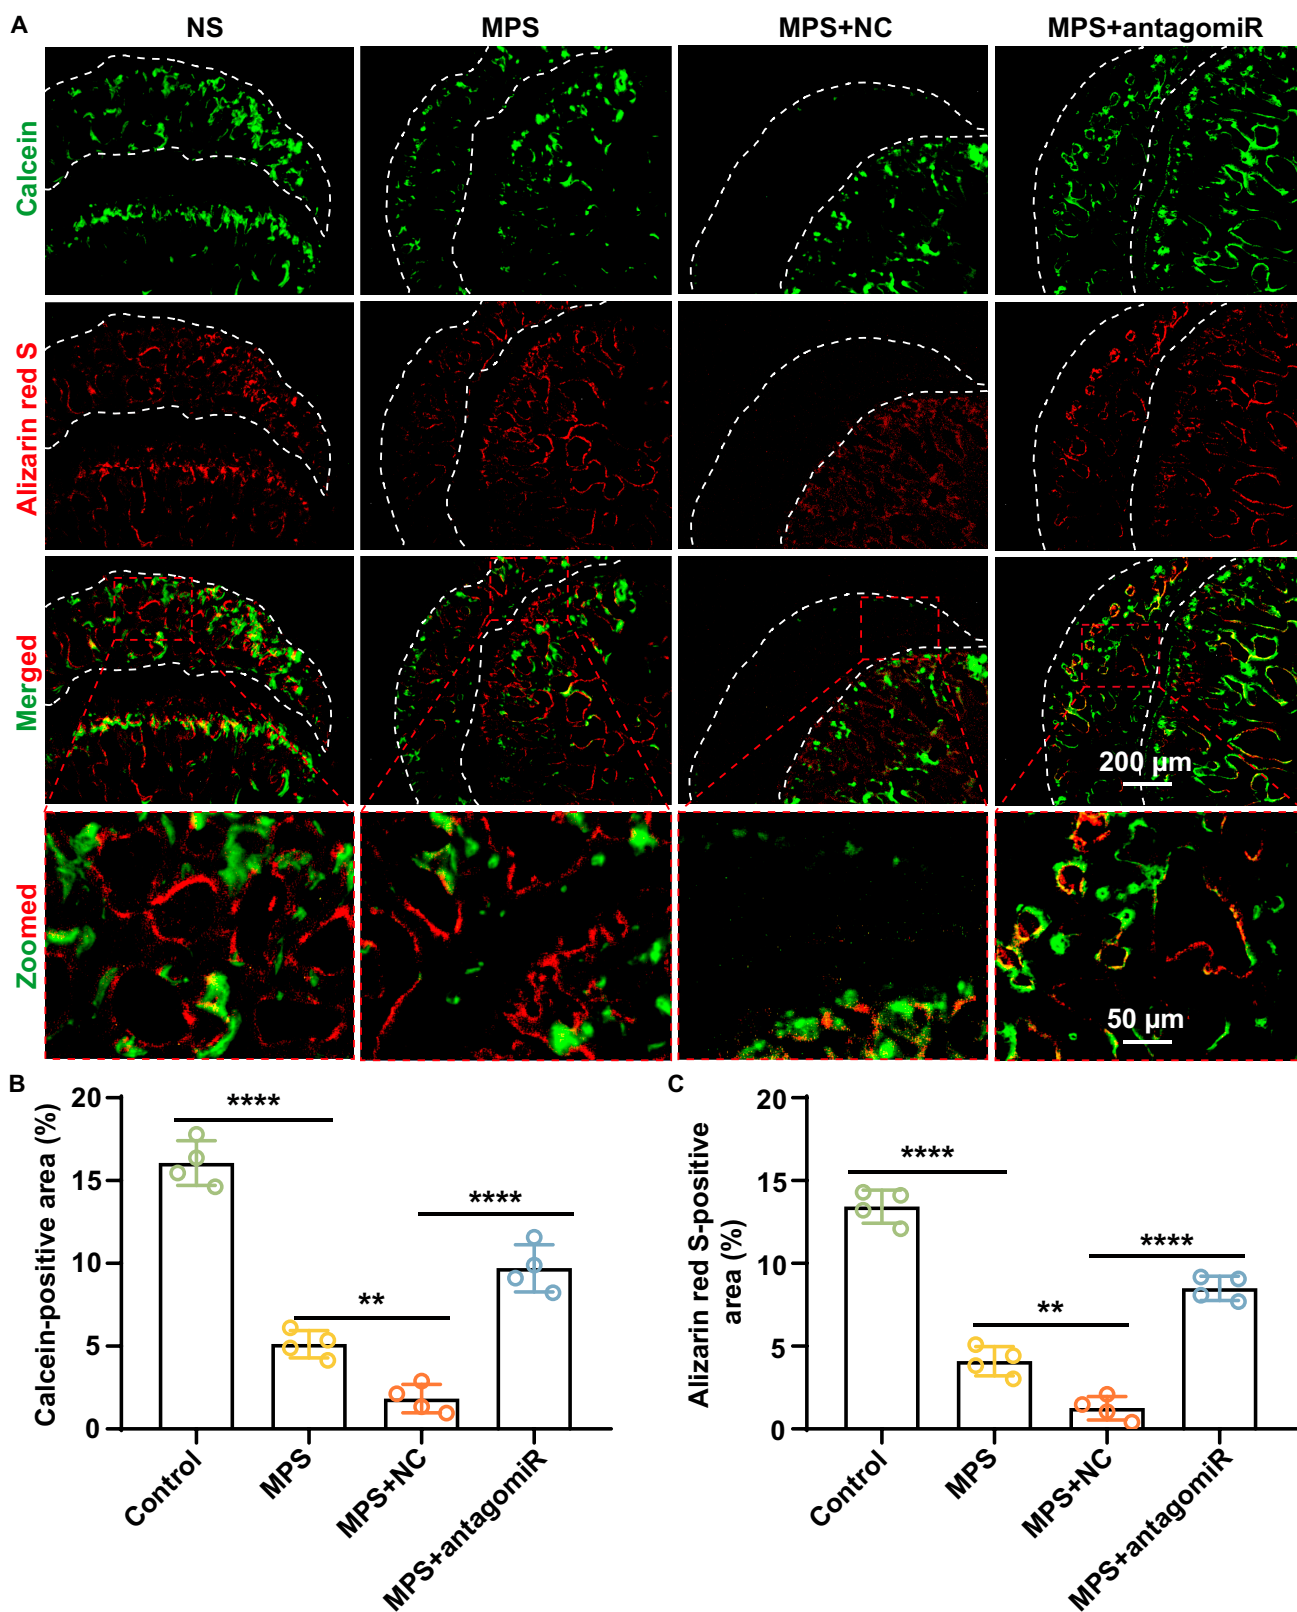 A
NS
MPS
MPS+NC
MPS+antagomiR
Calcein
Alizarin red S
Merged
200 μm
Zoomed
50 μm
B
Calcein-positive area (%)
20
15
10
5
0
****
**
****
Control
MPS
MPS+NC
MPS+antagomiR
C
Alizarin red S-positive
area (%)
20
15
10
5
0
****
**
****
Control
MPS
MPS+NC
MPS+antagomiR